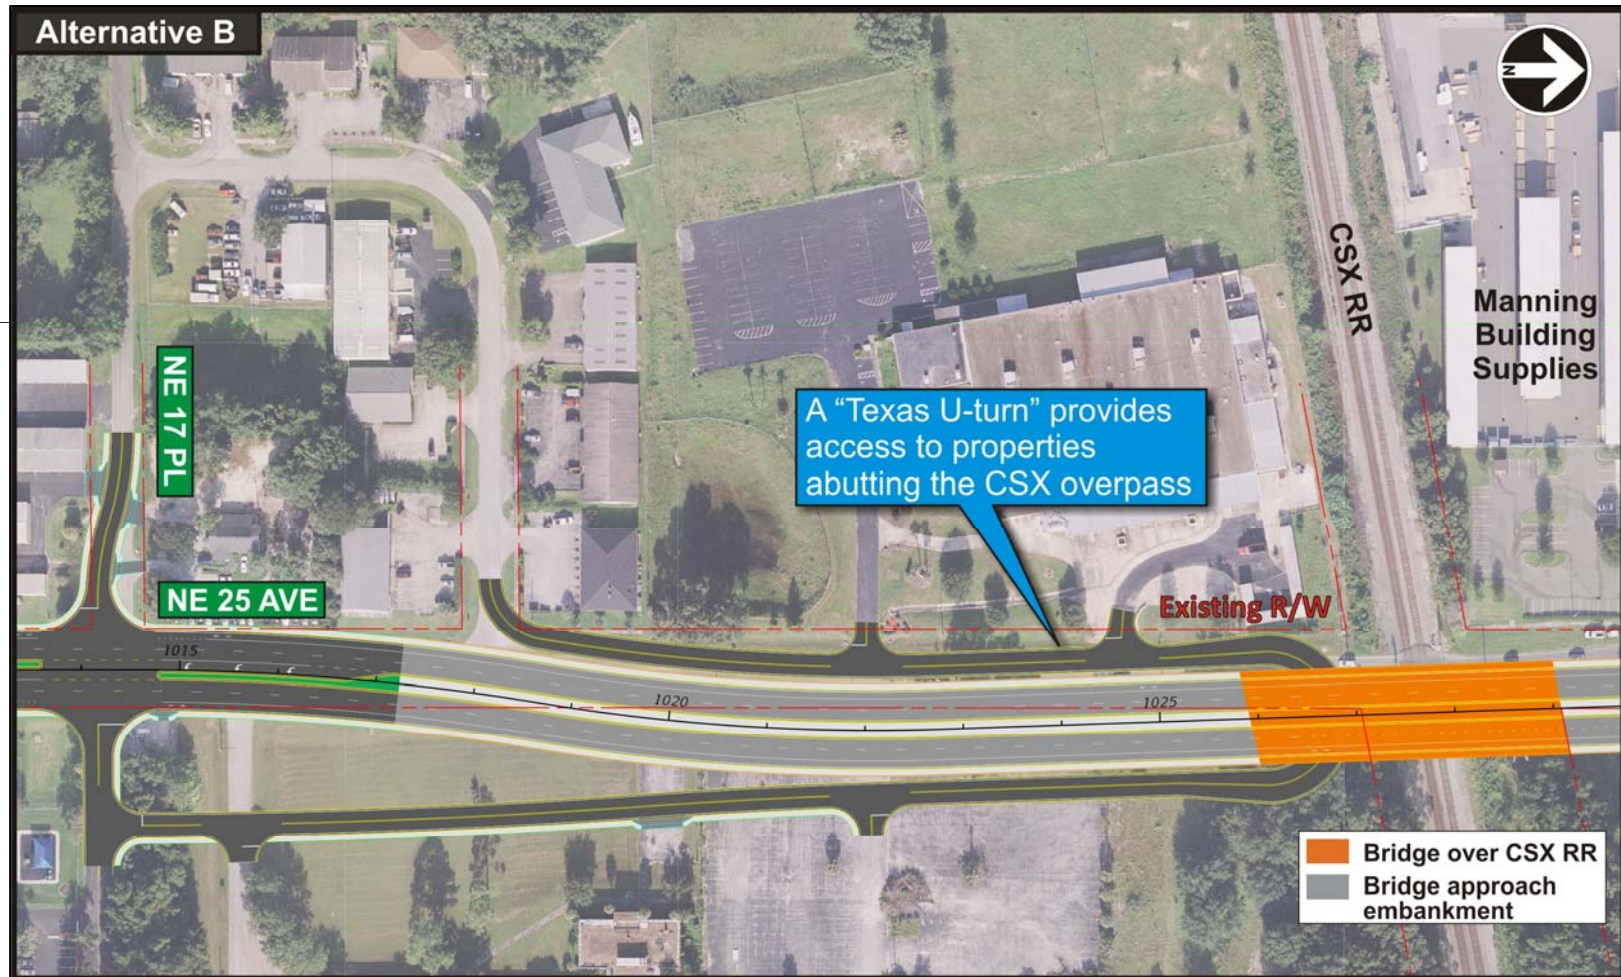 Alternative B
N
CSX RR
Manning
Building
Supplies
NE 17 PL
A “Texas U-turn” provides
access to properties
abutting the CSX overpass
NE 25 AVE
Existing R/W
1015
1020
1025
Bridge over CSX RR
Bridge approach
embankment